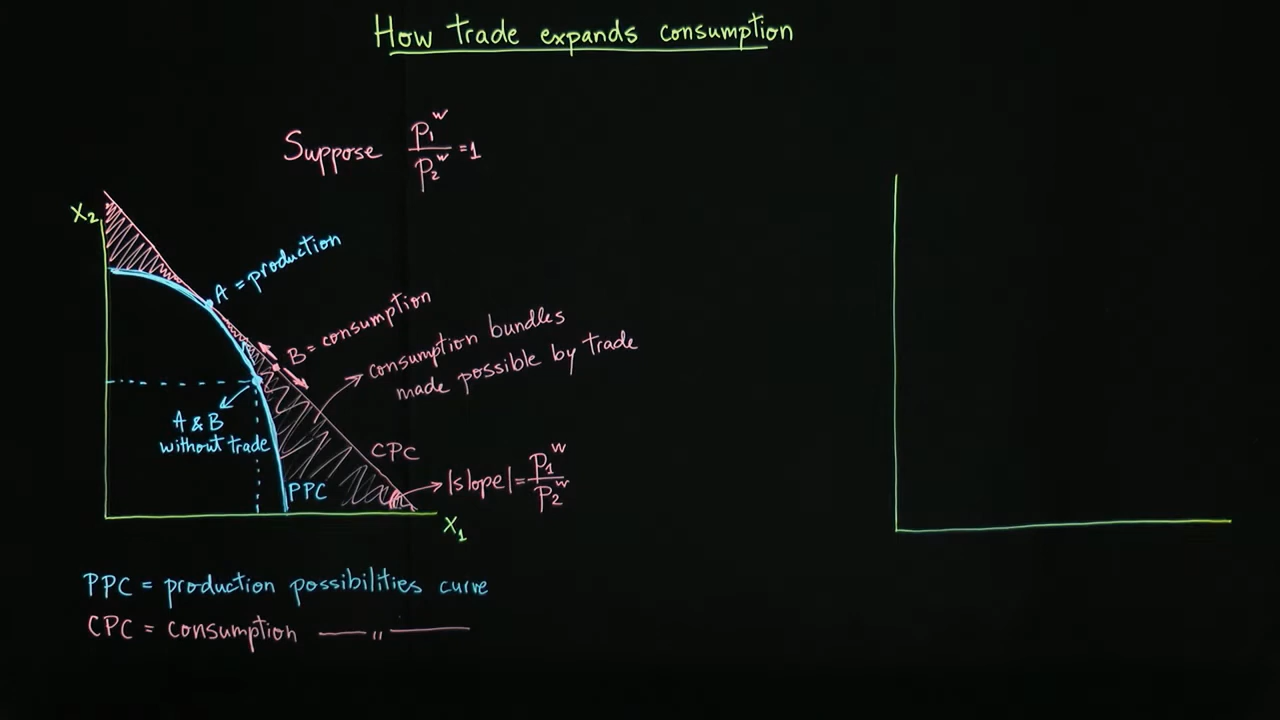 How trade expands consumption
Suppose P₁ʷ/P₂ʷ = 1
X₂
A = production
B = consumption
consumption bundles
made possible by trade
A & B
without trade
CPC
|slope| = P₁ʷ/P₂ʷ
PPC
X₁
PPC = production possibilities curve
CPC = consumption —— " ——